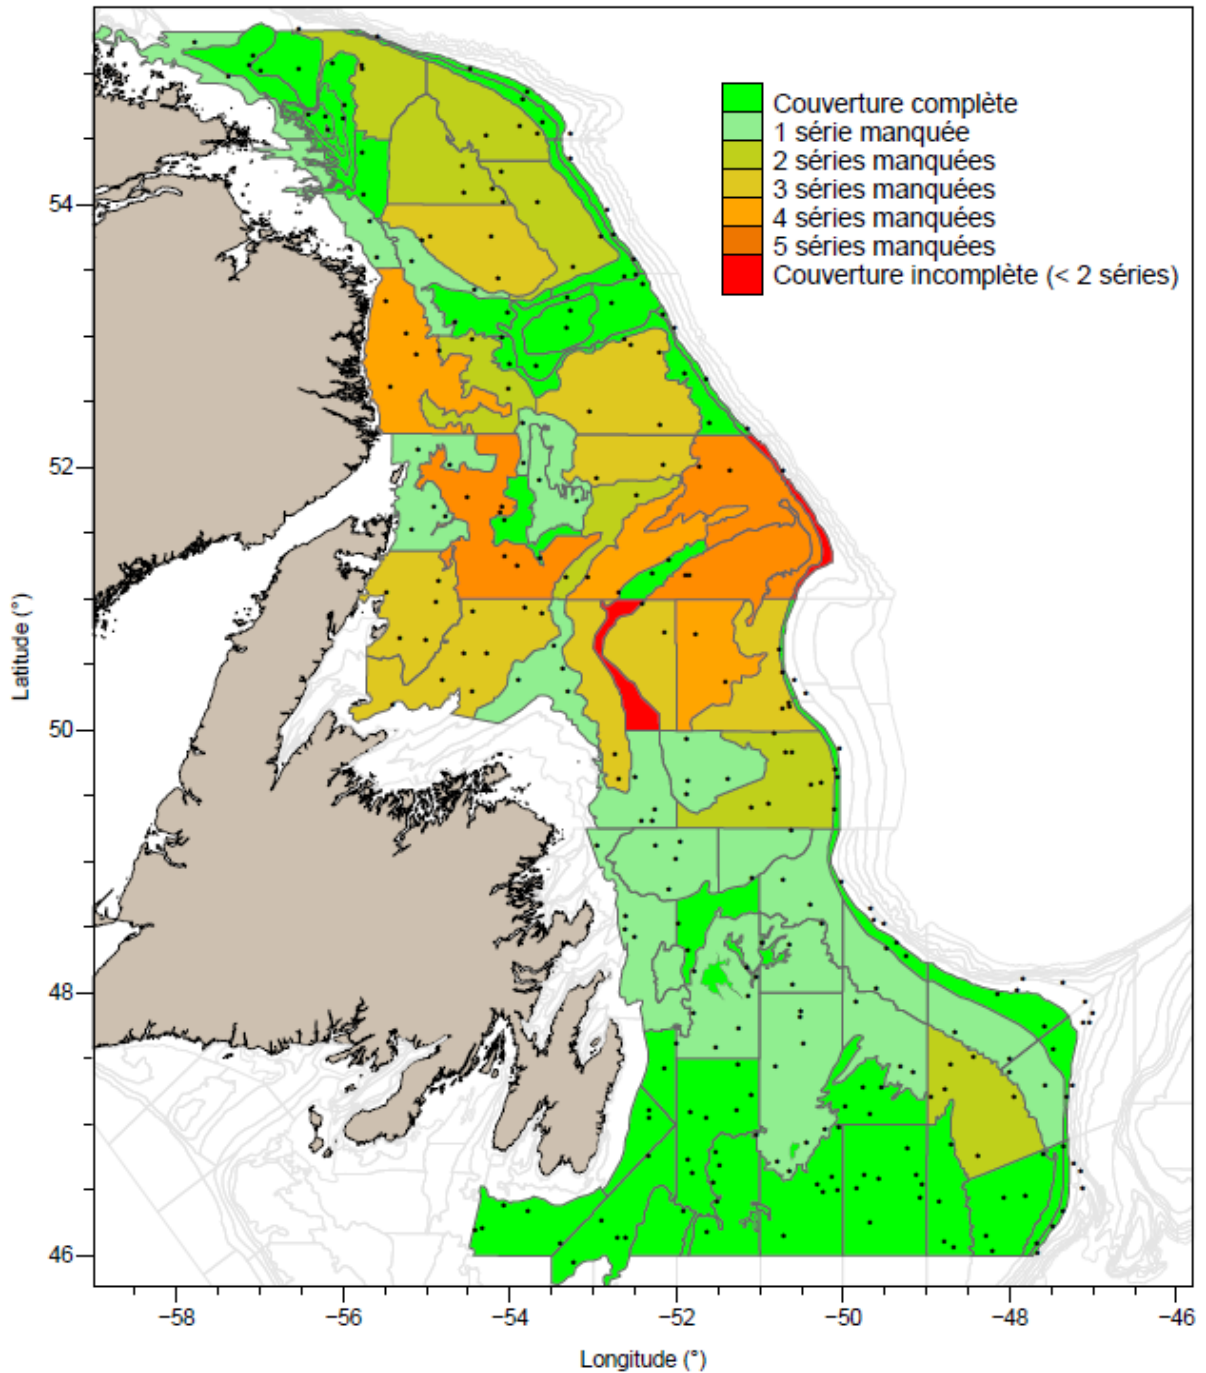 Couverture complète
1 série manquée
2 séries manquées
3 séries manquées
4 séries manquées
5 séries manquées
Couverture incomplète (< 2 séries)
54
52
50
48
46
Latitude (°)
−58 −56 −54 −52 −50 −48 −46
Longitude (°)